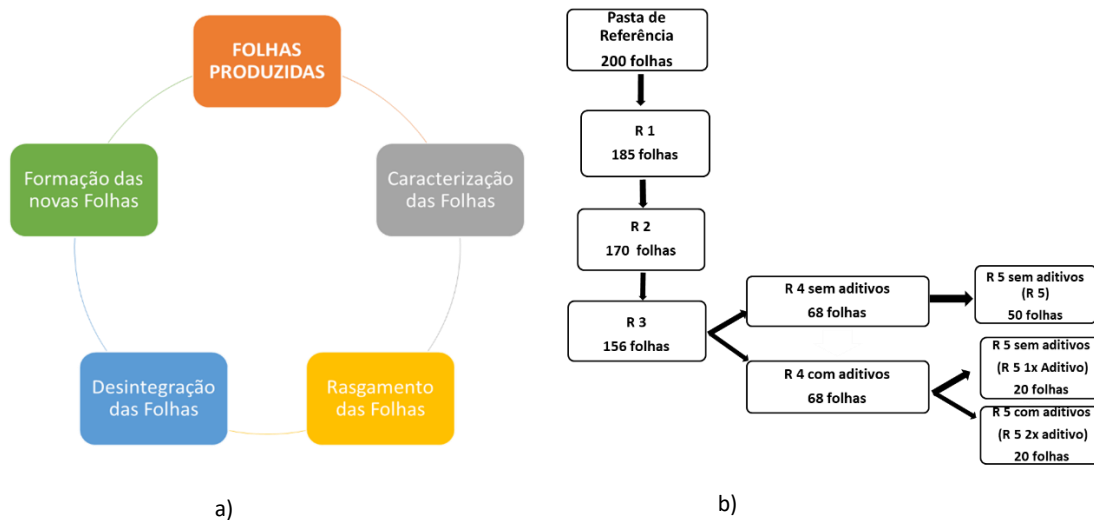 FOLHAS
PRODUZIDAS
Caracterização
das Folhas
Rasgamento
das Folhas
Desintegração
das Folhas
Formação das
novas Folhas
a)
Pasta de
Referência
200 folhas
R 1
185 folhas
R 2
170 folhas
R 3
156 folhas
R 4 sem aditivos
68 folhas
R 5 sem aditivos
(R 5)
50 folhas
R 4 com aditivos
68 folhas
R 5 sem aditivos
(R 5 1x Aditivo)
20 folhas
R 5 com aditivos
(R 5 2x aditivo)
20 folhas
b)